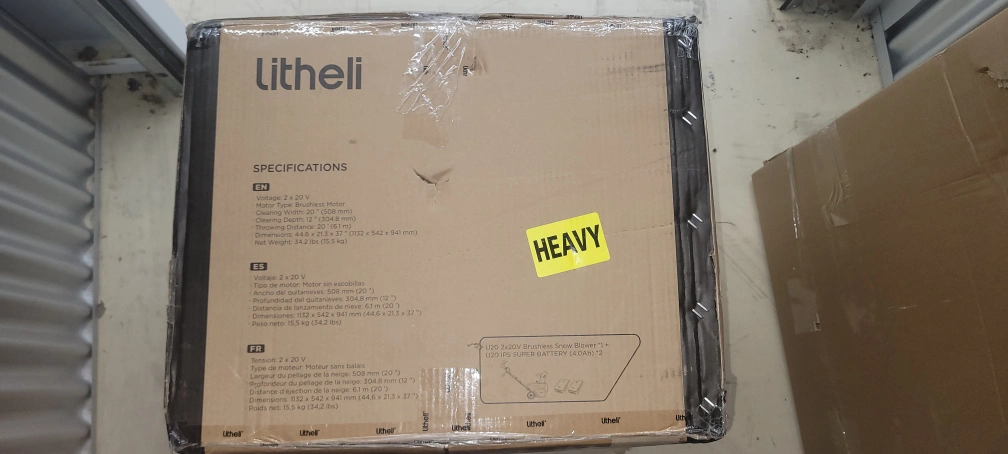 Litheli
SPECIFICATIONS
EN
· Voltage: 2 x 20 V
· Motor Type: Brushless Motor
· Clearing Width: 20 " (508 mm)
· Clearing Depth: 12 " (304.8 mm)
· Throwing Distance: 20 ' (6.1 m)
· Dimensions: 44.6 x 21.3 x 37 " (1132 x 542 x 941 mm)
· Net Weight: 34.2 lbs (15.5 kg)
HEAVY
ES
· Voltaje: 2 x 20 V
· Tipo de motor: Motor sin escobillas
· Ancho del quitanieves: 508 mm (20 ")
· Profundidad del quitanieves: 304,8 mm (12 ")
· Distancia de lanzamiento de nieve: 6,1 m (20 ')
· Dimensiones: 1132 x 542 x 941 mm (44,6 x 21,3 x 37 ")
· Peso neto: 15,5 kg (34,2 lbs)
U20 2x20V Brushless Snow Blower *1 +
U20 IPS SUPER BATTERY (4.0Ah) *2
FR
· Tension: 2 x 20 V
· Type de moteur: Moteur sans balais
· Largeur du pellage de la neige: 508 mm (20 ")
· Profondeur du pellage de la neige: 304,8 mm (12 ")
· Distance d'éjection de la neige: 6,1 m (20 ')
· Dimensions: 1132 x 542 x 941 mm (44,6 x 21,3 x 37 ")
· Poids net: 15,5 kg (34,2 lbs)
Litheli Litheli Litheli Litheli Litheli Litheli